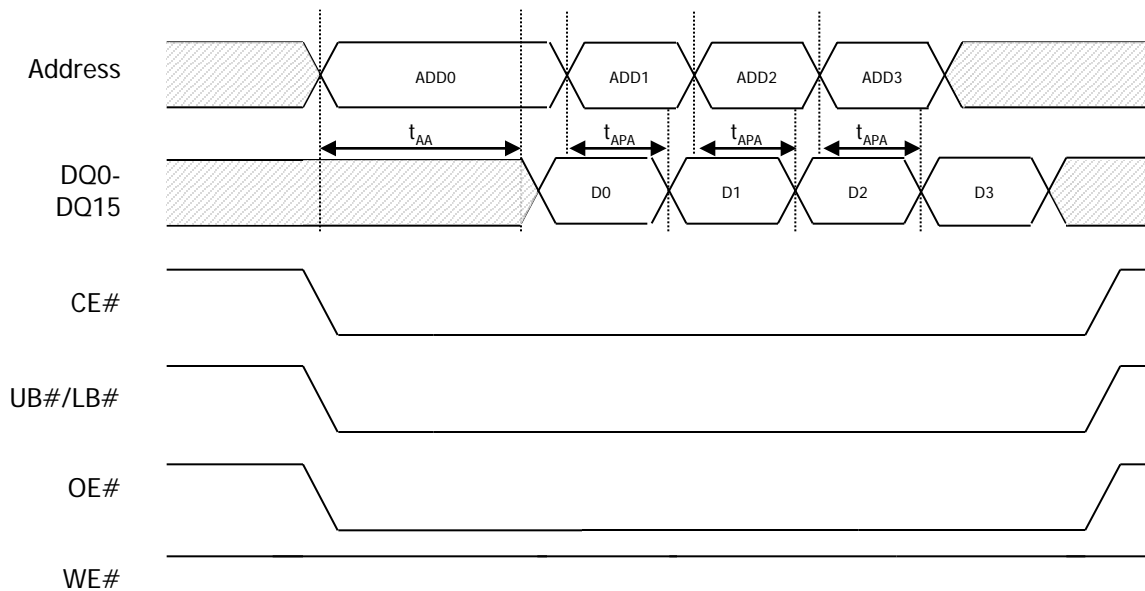 Address
ADD0 ADD1 ADD2 ADD3
tAA tAPA tAPA tAPA
DQ0-
DQ15
D0 D1 D2 D3
CE#
UB#/LB#
OE#
WE#